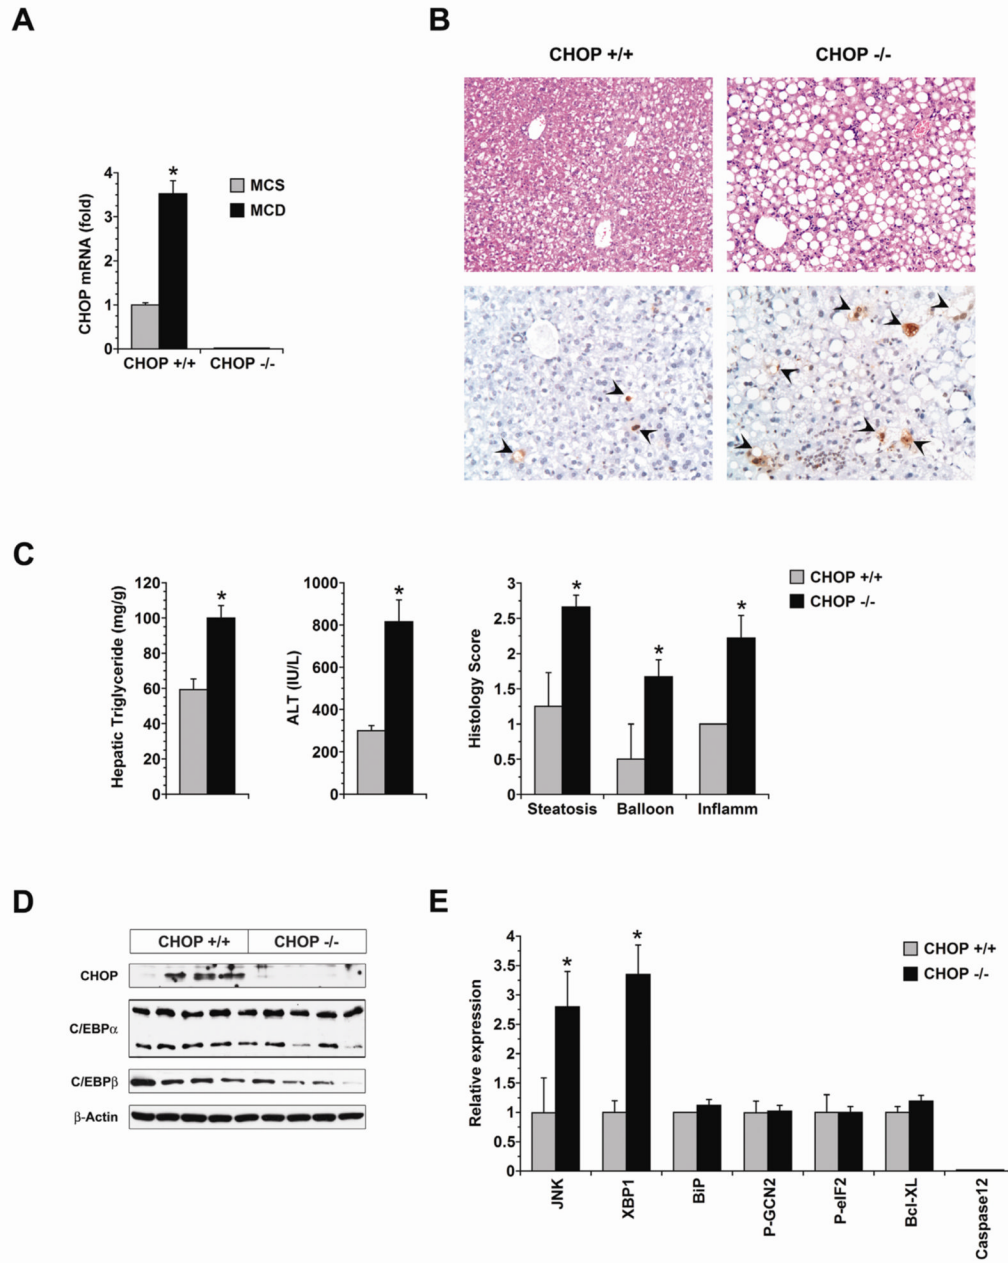 A
CHOP mRNA (fold)
4
3
2
1
0
*
CHOP +/+ CHOP -/-
MCS
MCD
B
CHOP +/+ CHOP -/-
C
Hepatic Triglyceride (mg/g)
120
100
80
60
40
20
0
*
ALT (IU/L)
1000
800
600
400
200
0
*
Histology Score
3
2.5
2
1.5
1
0.5
0
* * *
Steatosis Balloon Inflamm
CHOP +/+
CHOP -/-
D
CHOP +/+ CHOP -/-
CHOP
C/EBPα
C/EBPβ
β-Actin
E
Relative expression
4
3.5
3
2.5
2
1.5
1
0.5
0
* *
JNK
XBP1
BiP
P-GCN2
P-eIF2
Bcl-XL
Caspase12
CHOP +/+
CHOP -/-